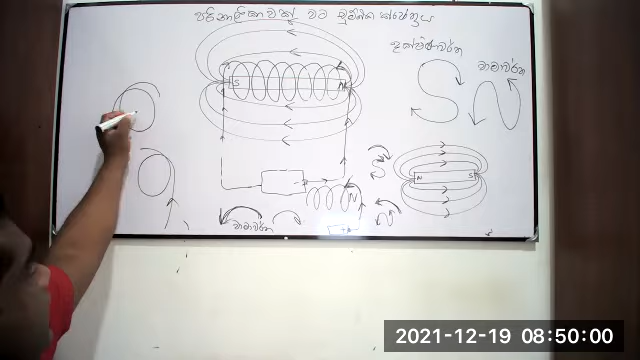 පරිනාලිකාවක් වටා චුම්බක ක්ෂේත්‍රය
දක්ෂිණාවර්ත
වාමාවර්ත
S N
S N
N S
N
වාමාවර්ත
2021-12-19 08:50:00